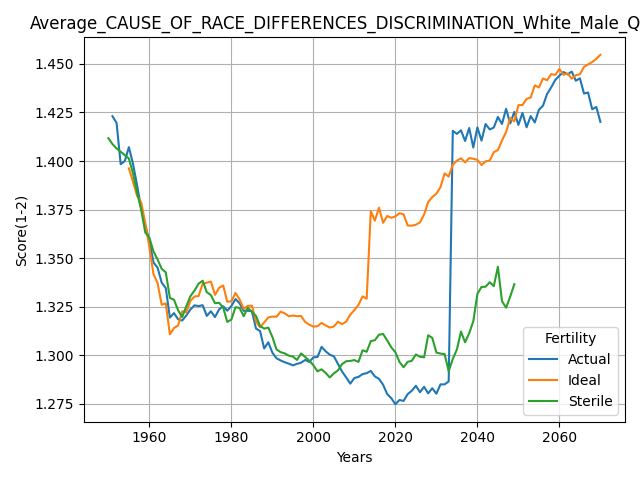 Average_CAUSE_OF_RACE_DIFFERENCES_DISCRIMINATION_White_Male_Q
1.450
1.425
1.400
1.375
1.350
1.325
1.300
1.275
Score(1-2)
1960
1980
2000
2020
2040
2060
Years
Fertility
Actual
Ideal
Sterile